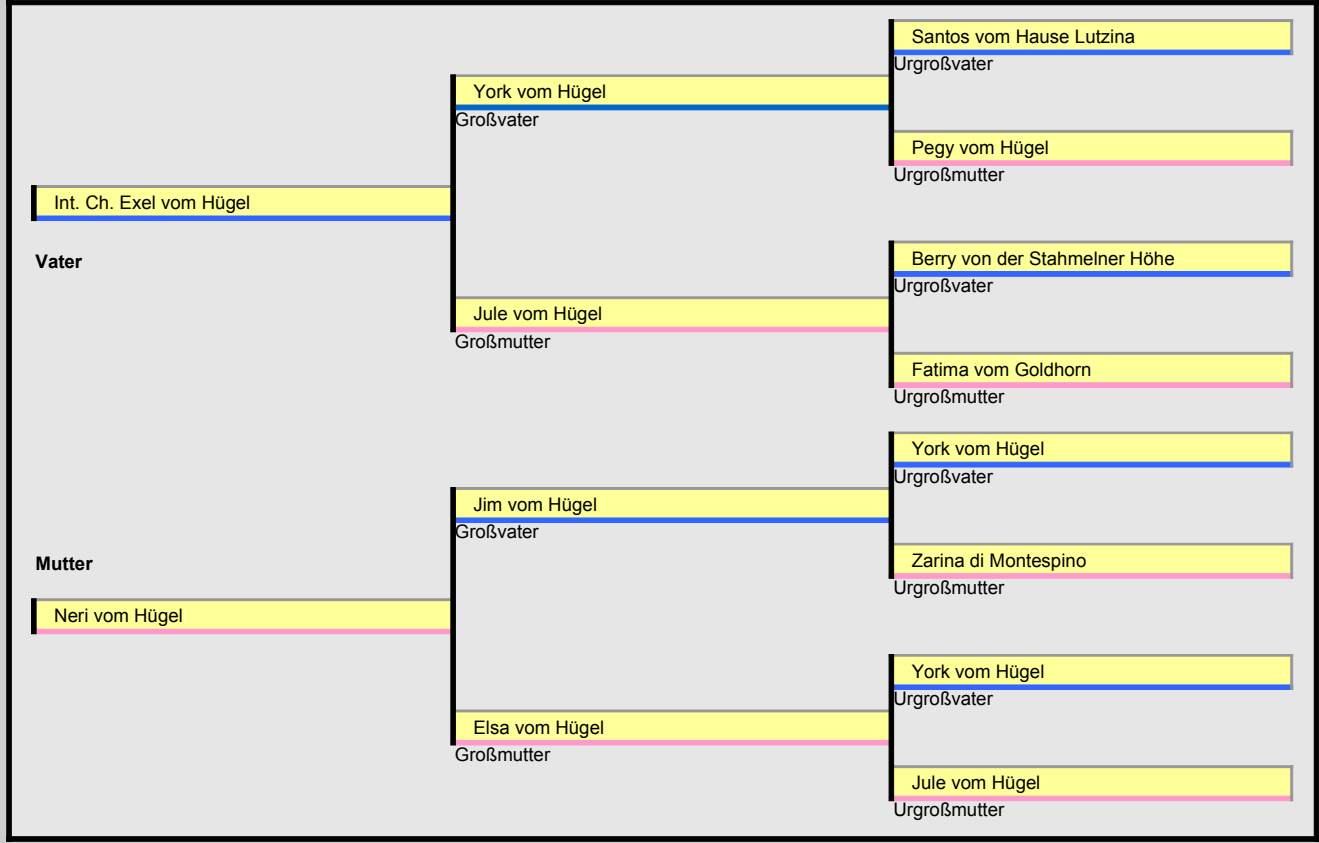 Santos vom Hause Lutzina
Urgroßvater
York vom Hügel
Großvater
Pegy vom Hügel
Urgroßmutter
Int. Ch. Exel vom Hügel
Vater
Berry von der Stahmelner Höhe
Urgroßvater
Jule vom Hügel
Großmutter
Fatima vom Goldhorn
Urgroßmutter
York vom Hügel
Urgroßvater
Jim vom Hügel
Großvater
Mutter
Zarina di Montespino
Urgroßmutter
Neri vom Hügel
York vom Hügel
Urgroßvater
Elsa vom Hügel
Großmutter
Jule vom Hügel
Urgroßmutter